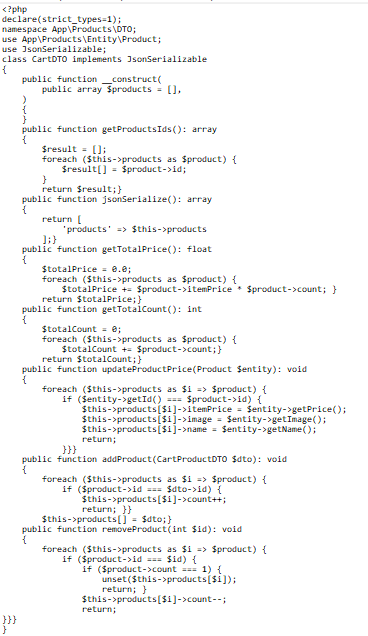 <?php
declare(strict_types=1);
namespace App\Products\DTO;
use App\Products\Entity\Product;
use JsonSerializable;
class CartDTO implements JsonSerializable
{
    public function __construct(
        public array $products = [],
    )
    {
    }
    public function getProductsIds(): array
    {
        $result = [];
        foreach ($this->products as $product) {
            $result[] = $product->id;
        }
        return $result;}
    public function jsonSerialize(): array
    {
        return [
            'products' => $this->products
        ];}
    public function getTotalPrice(): float
    {
        $totalPrice = 0.0;
        foreach ($this->products as $product) {
            $totalPrice += $product->itemPrice * $product->count; }
        return $totalPrice;}
    public function getTotalCount(): int
    {
        $totalCount = 0;
        foreach ($this->products as $product) {
            $totalCount += $product->count;}
        return $totalCount;}
    public function updateProductPrice(Product $entity): void
    {
        foreach ($this->products as $i => $product) {
            if ($entity->getId() === $product->id) {
                $this->products[$i]->itemPrice = $entity->getPrice();
                $this->products[$i]->image = $entity->getImage();
                $this->products[$i]->name = $entity->getName();
                return;
            }}}
    public function addProduct(CartProductDTO $dto): void
    {
        foreach ($this->products as $i => $product) {
            if ($product->id === $dto->id) {
                $this->products[$i]->count++;
                return; }}
        $this->products[] = $dto;}
    public function removeProduct(int $id): void
    {
        foreach ($this->products as $i => $product) {
            if ($product->id === $id) {
                if ($product->count === 1) {
                    unset($this->products[$i]);
                    return; }
                $this->products[$i]->count--;
                return;
}}}
}